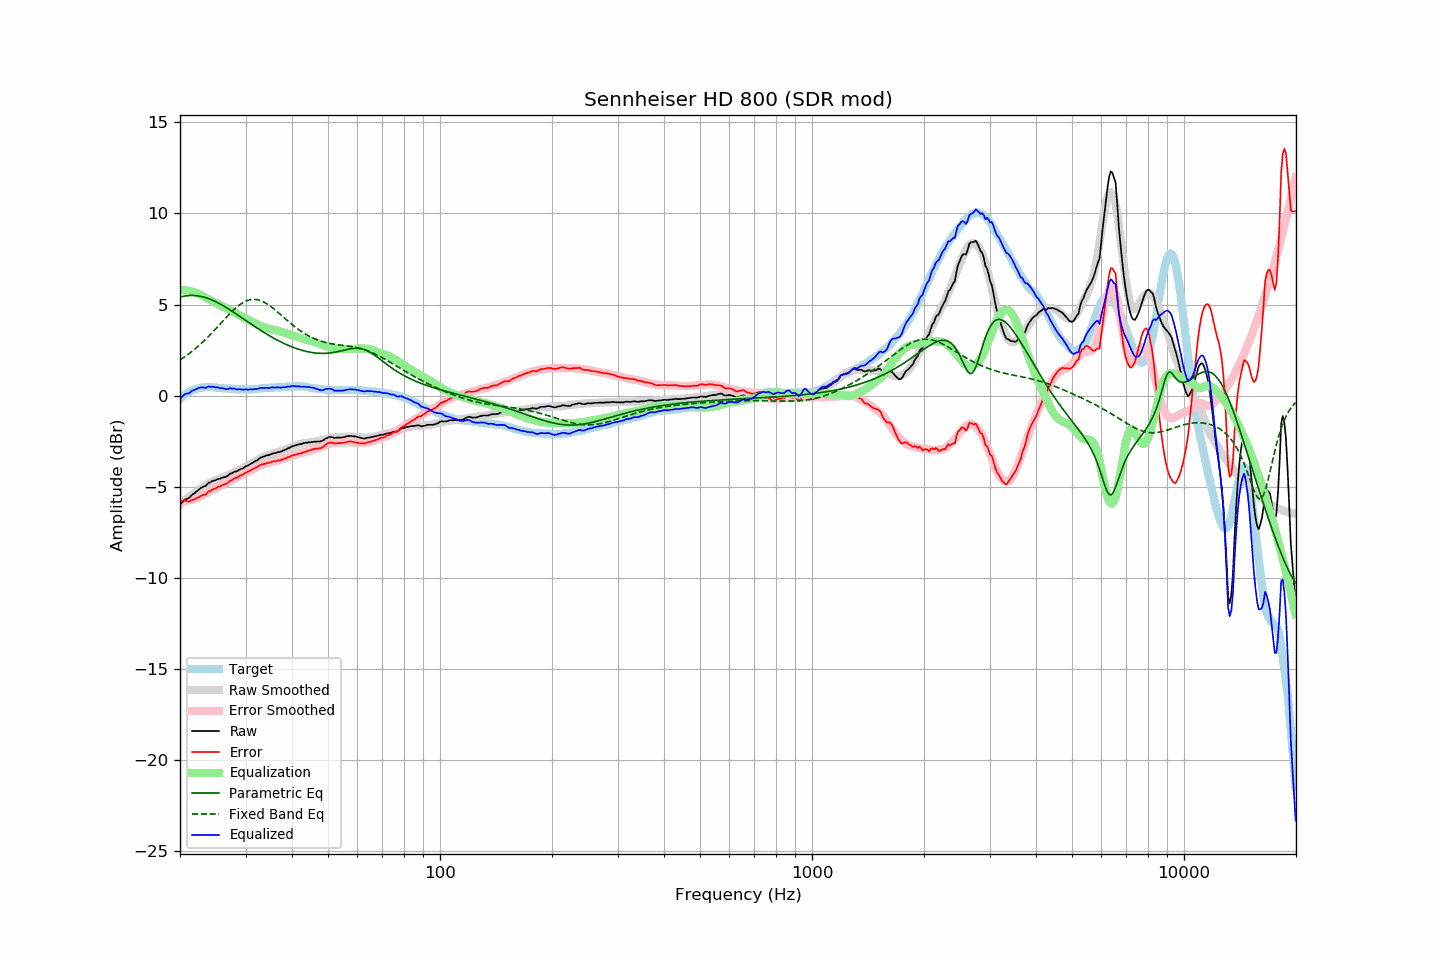 Sennheiser HD 800 (SDR mod)
15
10
5
0
−5
−10
−15
−20
−25
Amplitude (dBr)
Target
Raw Smoothed
Error Smoothed
Raw
Error
Equalization
Parametric Eq
Fixed Band Eq
Equalized
100
1000
10000
Frequency (Hz)